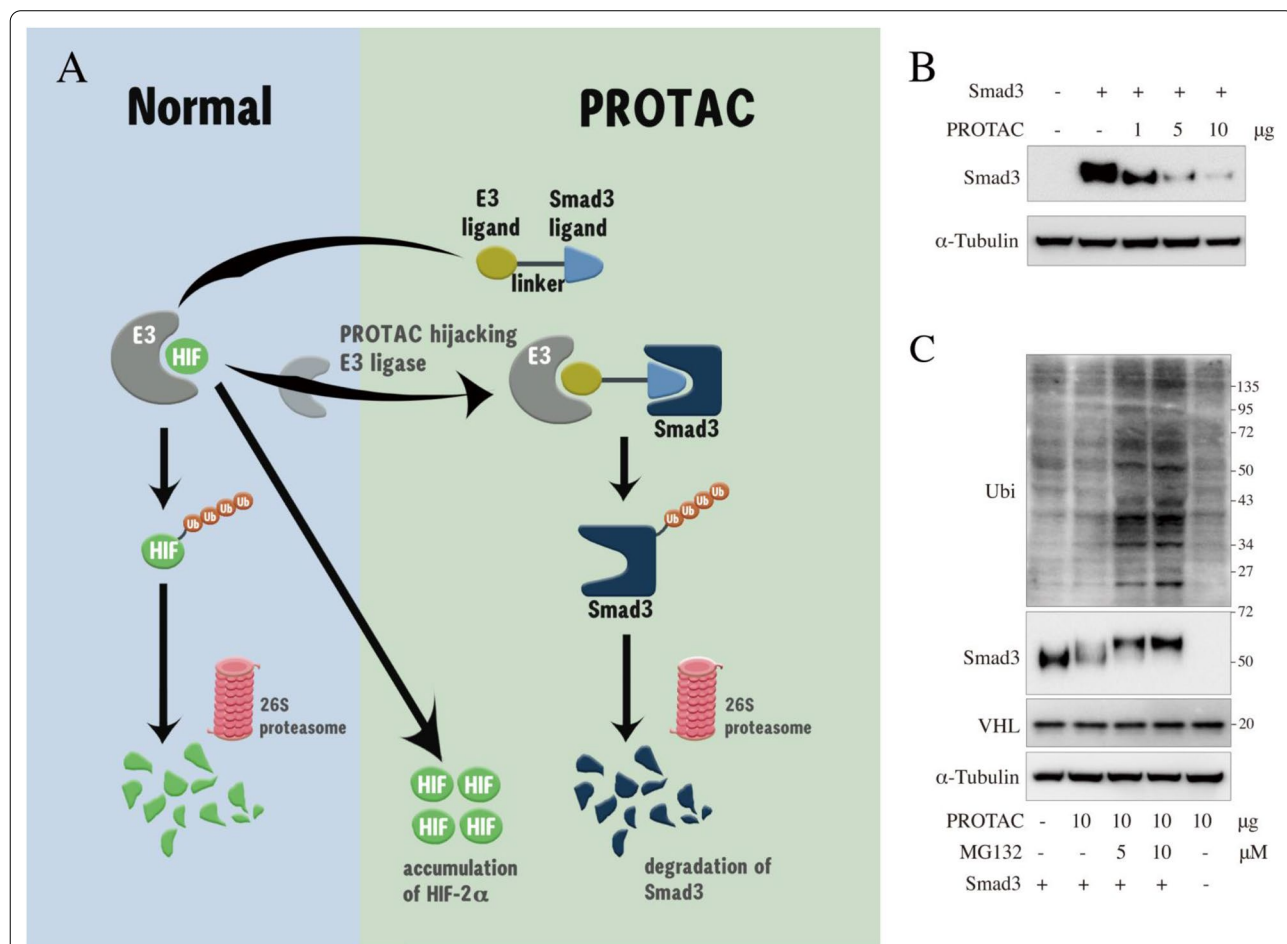 A
Normal
PROTAC
E3
ligand
Smad3
ligand
linker
E3
HIF
PROTAC hijacking
E3 ligase
E3
Smad3
HIF
Ub Ub Ub Ub
Ub Ub Ub Ub
Smad3
26S
proteasome
26S
proteasome
HIF HIF
HIF HIF
accumulation
of HIF-2α
degradation of
Smad3
B
Smad3 - + + + +
PROTAC - - 1 5 10 μg
Smad3
α-Tubulin
C
Ubi
135
95
72
50
43
34
27
72
Smad3
50
VHL
20
α-Tubulin
PROTAC - 10 10 10 10 μg
MG132 - - 5 10 - μM
Smad3 + + + + -